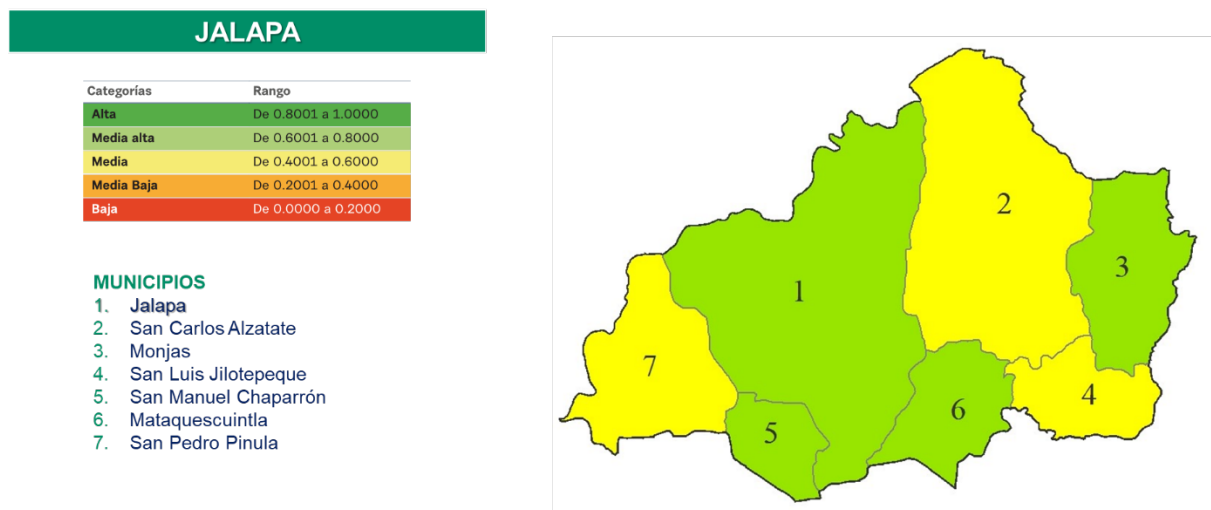 JALAPA
Categorías Rango
Alta De 0.8001 a 1.0000
Media alta De 0.6001 a 0.8000
Media De 0.4001 a 0.6000
Media Baja De 0.2001 a 0.4000
Baja De 0.0000 a 0.2000
MUNICIPIOS
1. Jalapa
2. San Carlos Alzatate
3. Monjas
4. San Luis Jilotepeque
5. San Manuel Chaparrón
6. Mataquescuintla
7. San Pedro Pinula
2
3
1
7
4
6
5